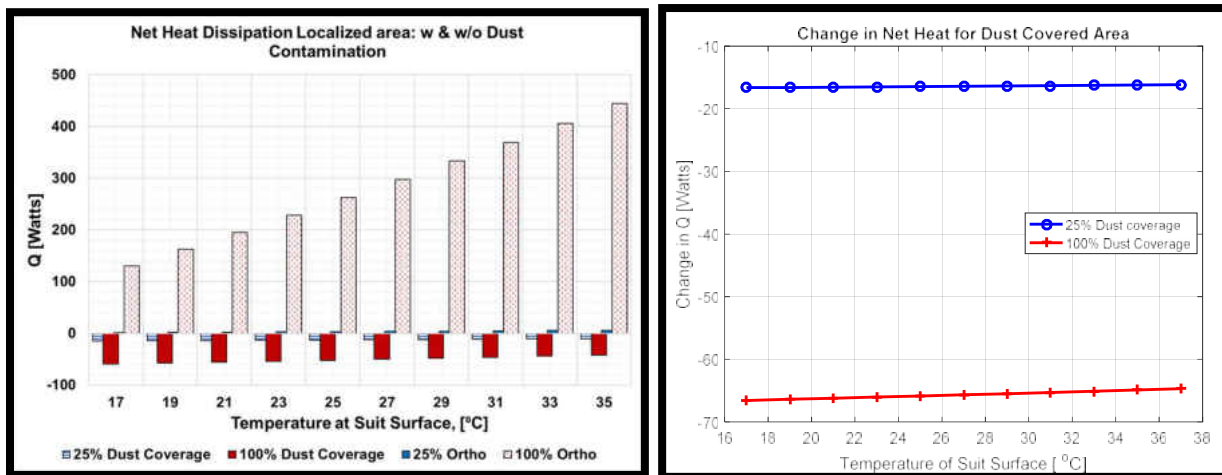 Net Heat Dissipation Localized area: w & w/o Dust
Contamination
500
400
300
200
100
0
-100
Q [Watts]
17 19 21 23 25 27 29 31 33 35
Temperature at Suit Surface, [ºC]
25% Dust Coverage 100% Dust Coverage 25% Ortho 100% Ortho
Change in Net Heat for Dust Covered Area
-10
-20
-30
-40
-50
-60
-70
Change in Q [Watts]
25% Dust coverage
100% Dust Coverage
16 18 20 22 24 26 28 30 32 34 36 38
Temperature of Suit Surface [ ºC]